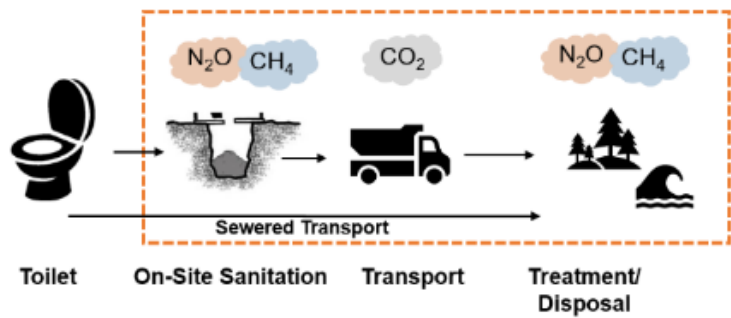 N₂O CH₄ CO₂ N₂O CH₄
Sewered Transport
Toilet On-Site Sanitation Transport Treatment/
Disposal